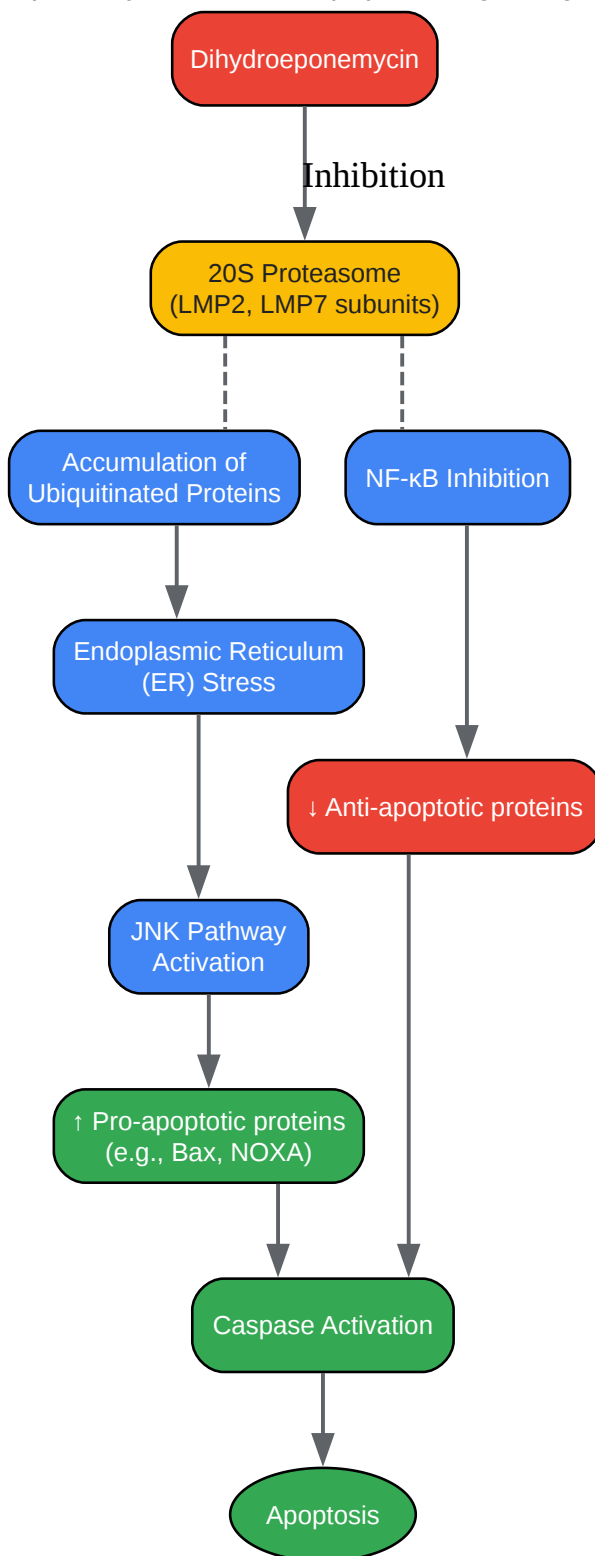 Dihydroeponemycin
Inhibition
20S Proteasome
(LMP2, LMP7 subunits)
Accumulation of
Ubiquitinated Proteins
NF-κB Inhibition
Endoplasmic Reticulum
(ER) Stress
↓ Anti-apoptotic proteins
JNK Pathway
Activation
↑ Pro-apoptotic proteins
(e.g., Bax, NOXA)
Caspase Activation
Apoptosis